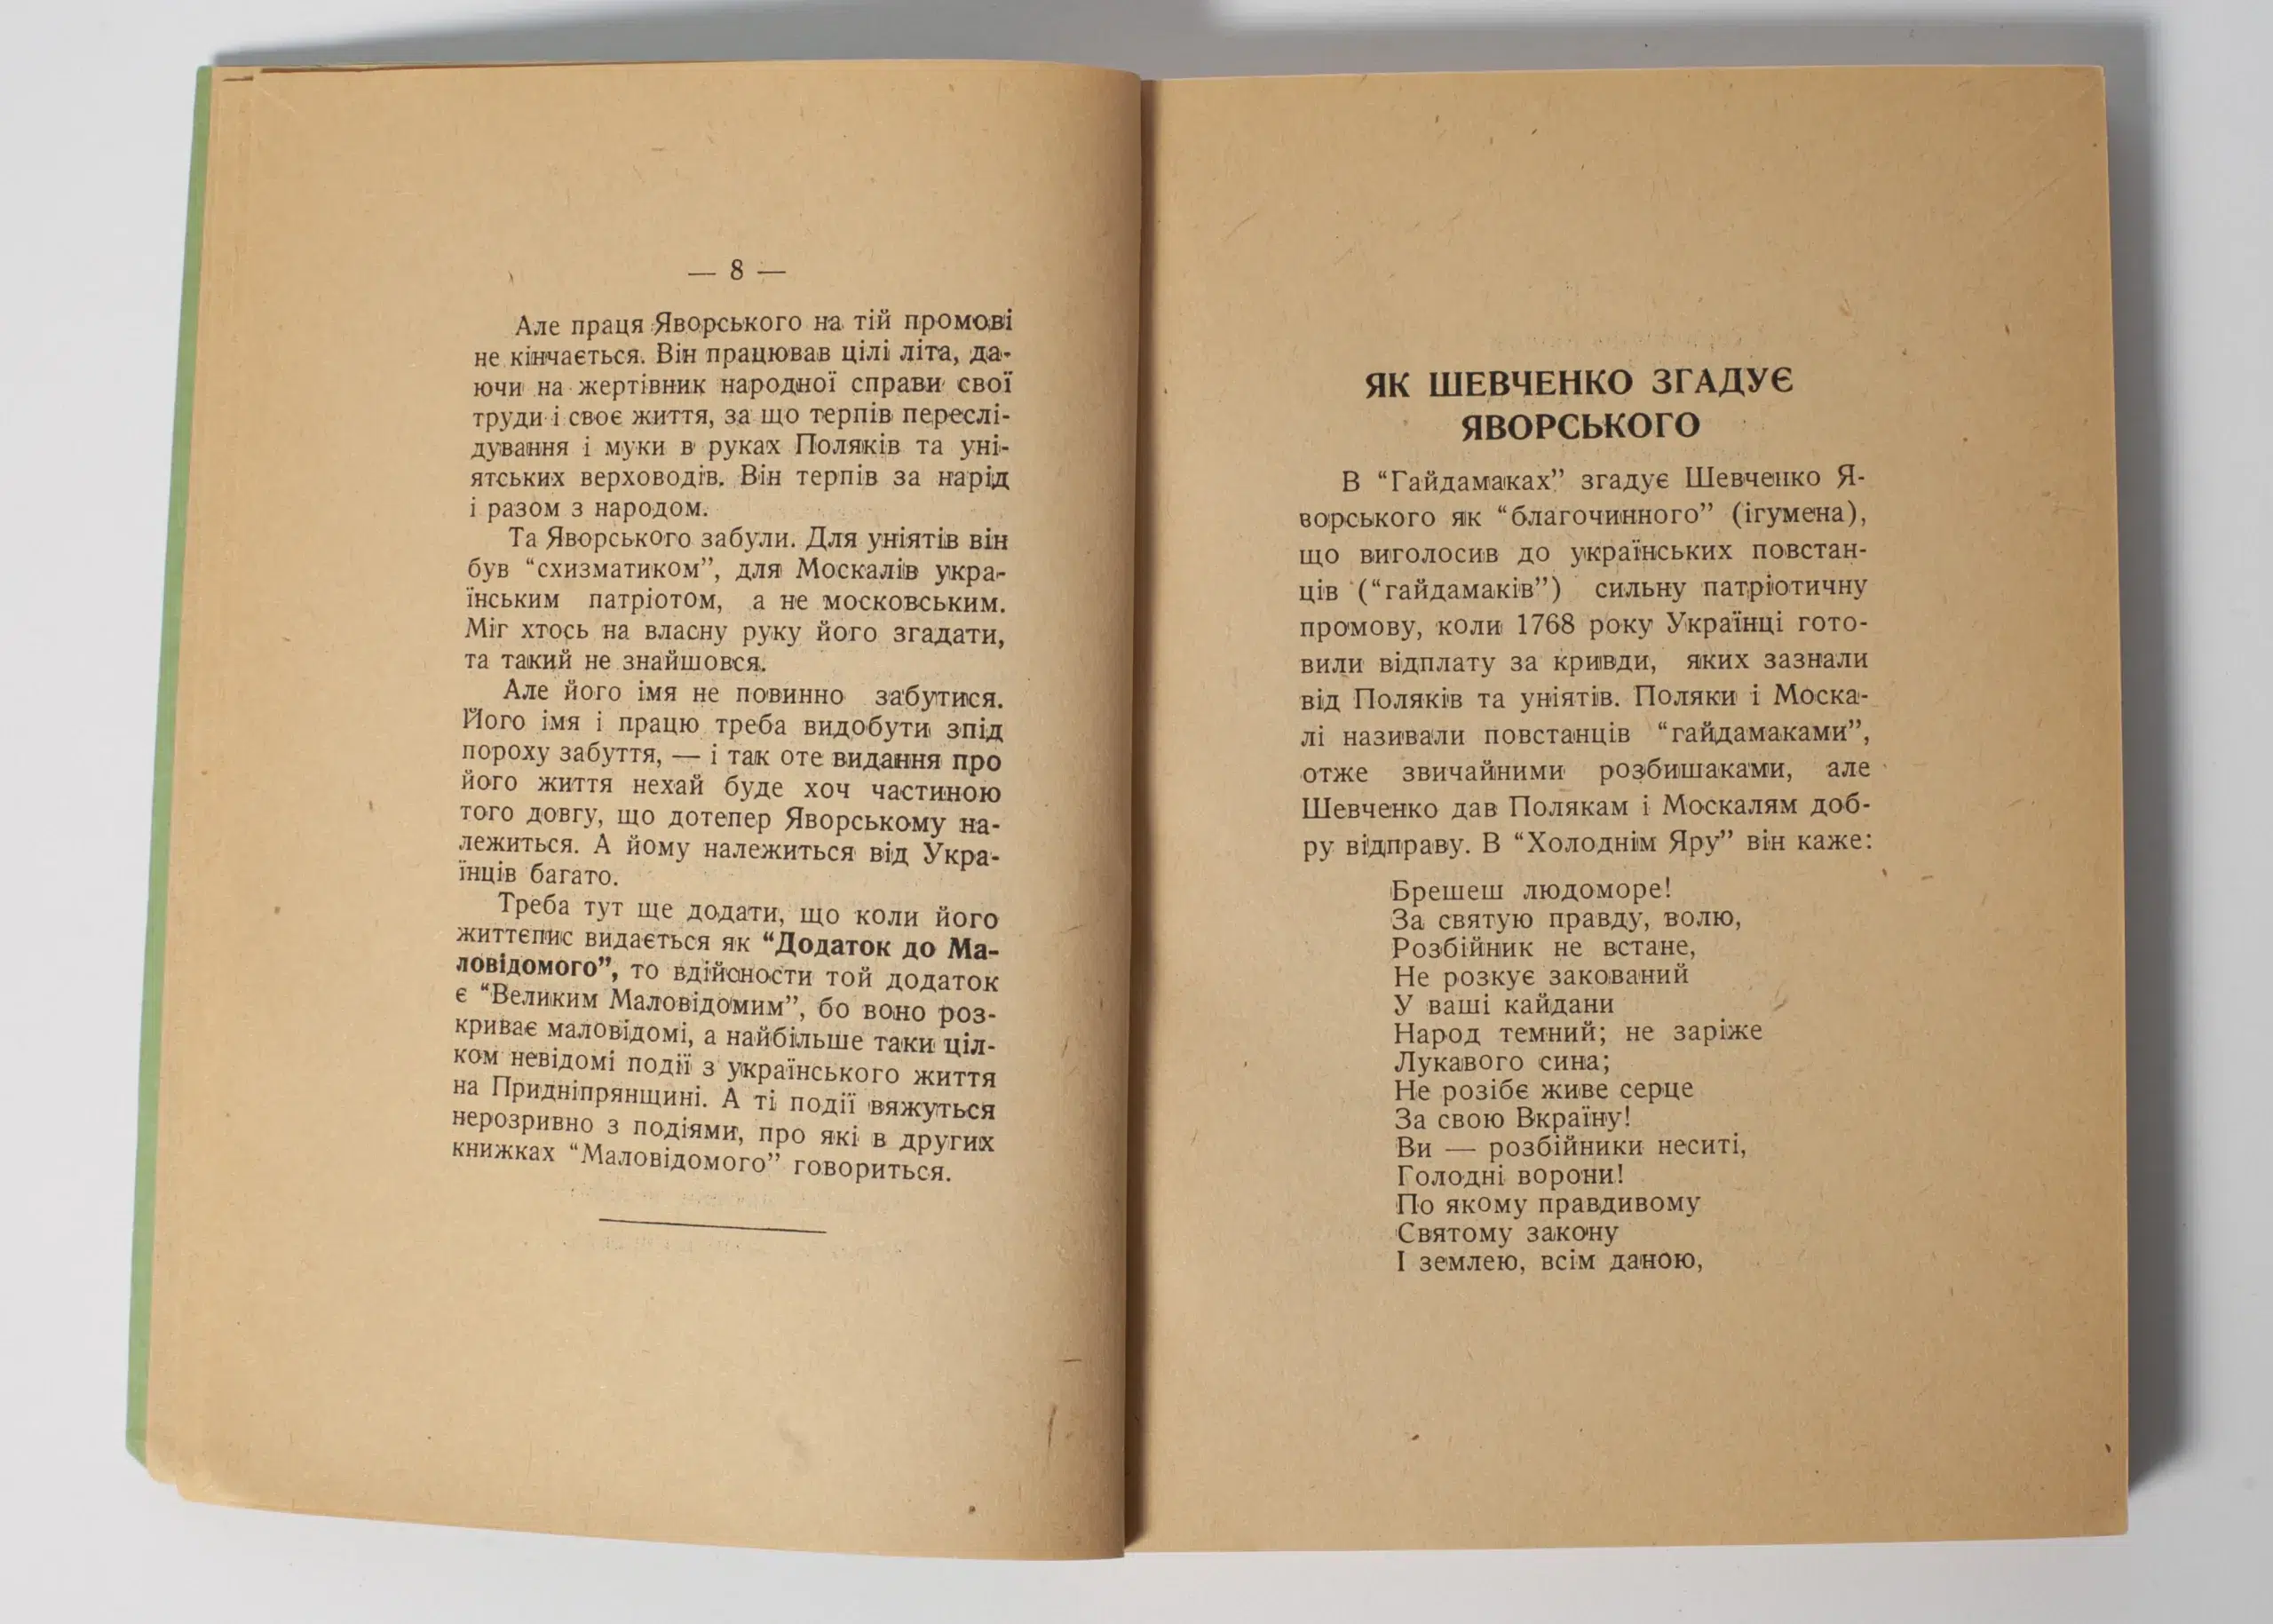 — 8 —
Але праця Яворського на тій промові
не кінчається. Він працював цілі літа, да-
ючи на жертівник народної справи свої
труди і своє життя, за що терпів переслі-
дування і муки в руках Поляків та уні-
ятських верховодів. Він терпів за нарід
і разом з народом.
Та Яворського забули. Для уніятів він
був “схизматиком”, для Москалів укра-
їнським патріотом, а не московським.
Міг хтось на власну руку його згадати,
та такий не знайшовся.
Але його імя не повинно забутися.
Його імя і працю треба видобути зпід
пороху забуття, — і так оте видання про
його життя нехай буде хоч частиною
того довгу, що дотепер Яворському на-
лежиться. А йому належиться від Укра-
їнців багато.
Треба тут ще додати, що коли його
життєпис видається як “Додаток до Ма-
ловідомого”, то вдійсности той додаток
є “Великим Маловідомим”, бо воно роз-
криває маловідомі, а найбільше таки ціл-
ком невідомі події з українського життя
на Придніпрянщині. А ті події вяжуться
нерозривно з подіями, про які в других
книжках “Маловідомого” говориться.
ЯК ШЕВЧЕНКО ЗГАДУЄ
ЯВОРСЬКОГО
В “Гайдамаках” згадує Шевченко Я-
ворського як “благочинного” (ігумена),
що виголосив до українських повстан-
ців (“гайдамаків”) сильну патріотичну
промову, коли 1768 року Українці гото-
вили відплату за кривди, яких зазнали
від Поляків та уніятів. Поляки і Моска-
лі називали повстанців “гайдамаками”,
отже звичайними розбишаками, але
Шевченко дав Полякам і Москалям доб-
ру відправу. В “Холоднім Яру” він каже:
Брешеш людоморе!
За святую правду, волю,
Розбійник не встане,
Не розкує закований
У ваші кайдани
Народ темний; не заріже
Лукавого сина;
Не розібє живе серце
За свою Вкраїну!
Ви — розбійники неситі,
Голодні ворони!
По якому правдивому
Святому закону
І землею, всім даною,